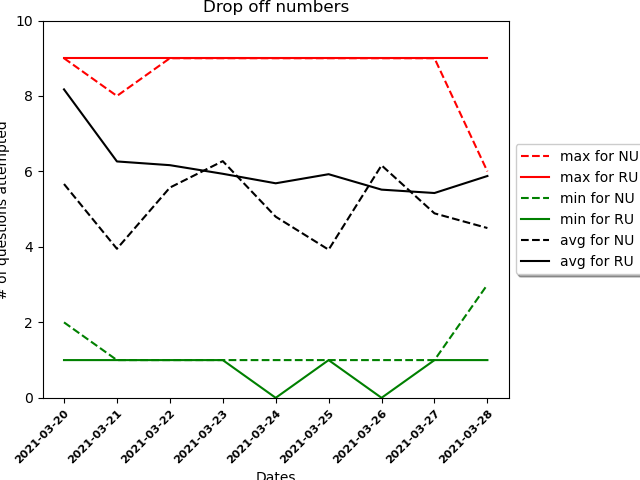 Drop off numbers
# of questions attempted
10
8
6
4
2
0
2021-03-20
2021-03-21
2021-03-22
2021-03-23
2021-03-24
2021-03-25
2021-03-26
2021-03-27
2021-03-28
Dates
max for NU
max for RU
min for NU
min for RU
avg for NU
avg for RU